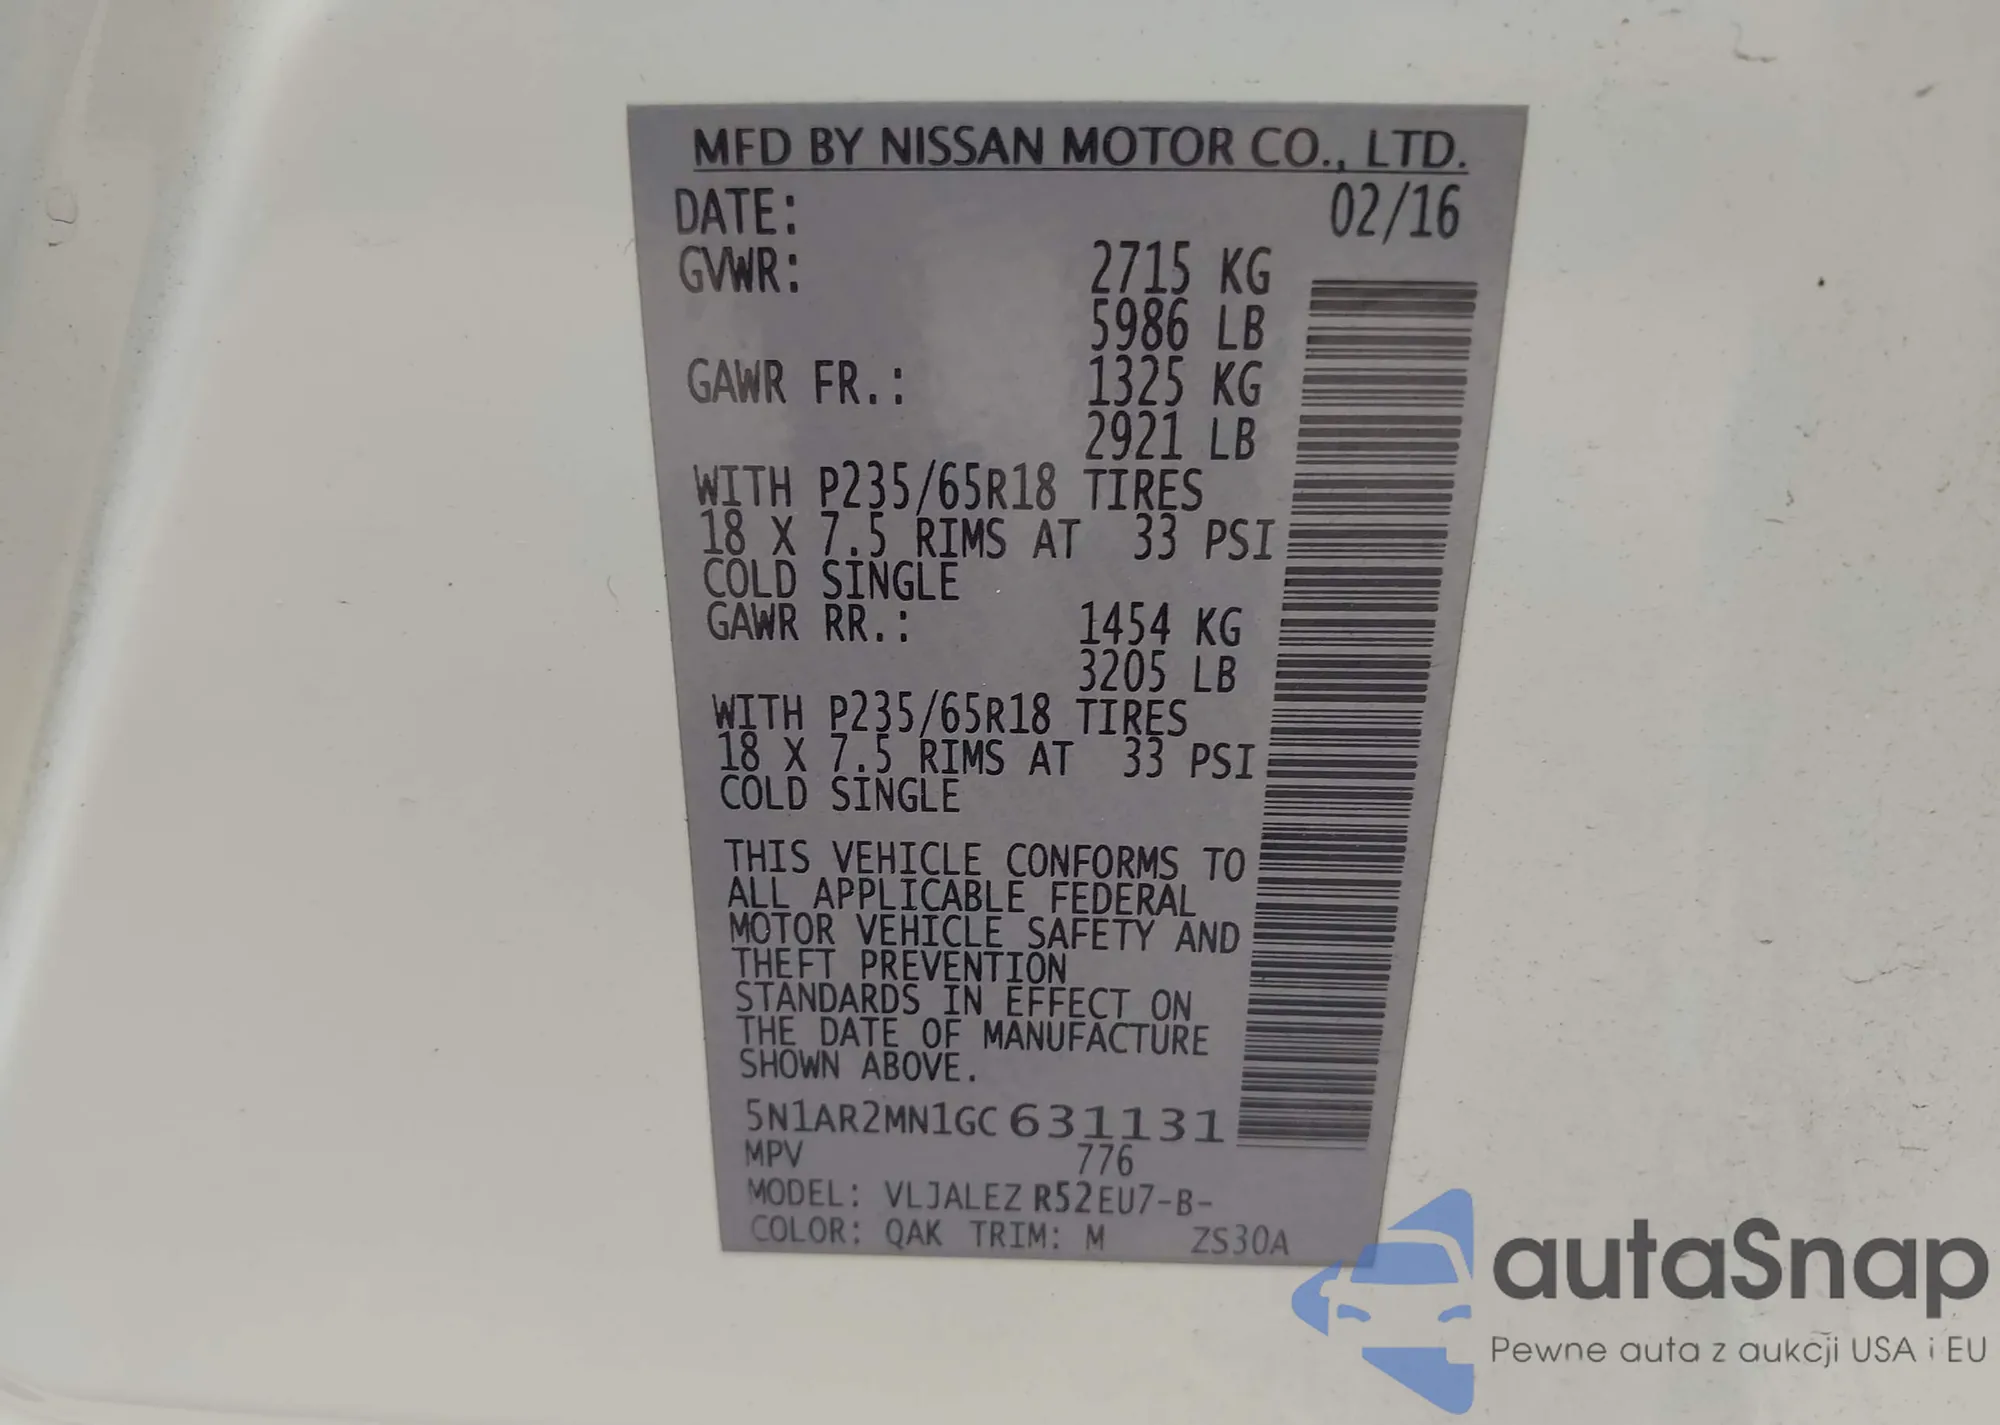 MFD BY NISSAN MOTOR CO., LTD.
DATE: 02/16
GVWR: 2715 KG
5986 LB
GAWR FR.: 1325 KG
2921 LB
WITH P235/65R18 TIRES
18 X 7.5 RIMS AT 33 PSI
COLD SINGLE
GAWR RR.: 1454 KG
3205 LB
WITH P235/65R18 TIRES
18 X 7.5 RIMS AT 33 PSI
COLD SINGLE
THIS VEHICLE CONFORMS TO
ALL APPLICABLE FEDERAL
MOTOR VEHICLE SAFETY AND
THEFT PREVENTION
STANDARDS IN EFFECT ON
THE DATE OF MANUFACTURE
SHOWN ABOVE.
5N1AR2MN1GC631131
MPV 776
MODEL: VLJALEZ R52EU7-B-
COLOR: QAK TRIM: M ZS30A
autaSnap
Pewne auta z aukcji USA i EU